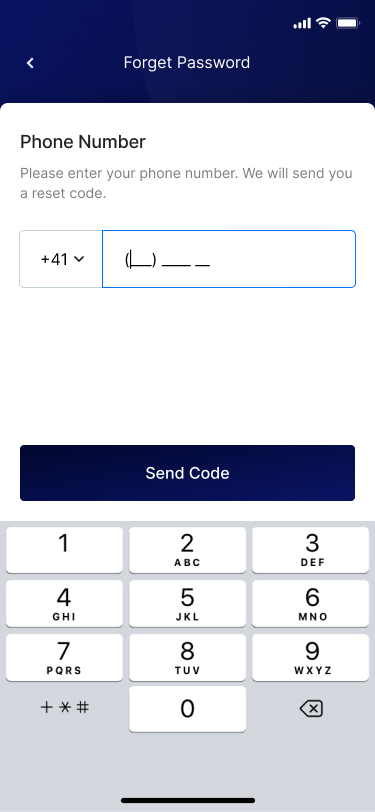 Forget Password
Phone Number
Please enter your phone number. We will send you
a reset code.
+41 (__) ___ __
Send Code
1 2 3
ABC DEF
4 5 6
GHI JKL MNO
7 8 9
PQRS TUV WXYZ
+ * # 0